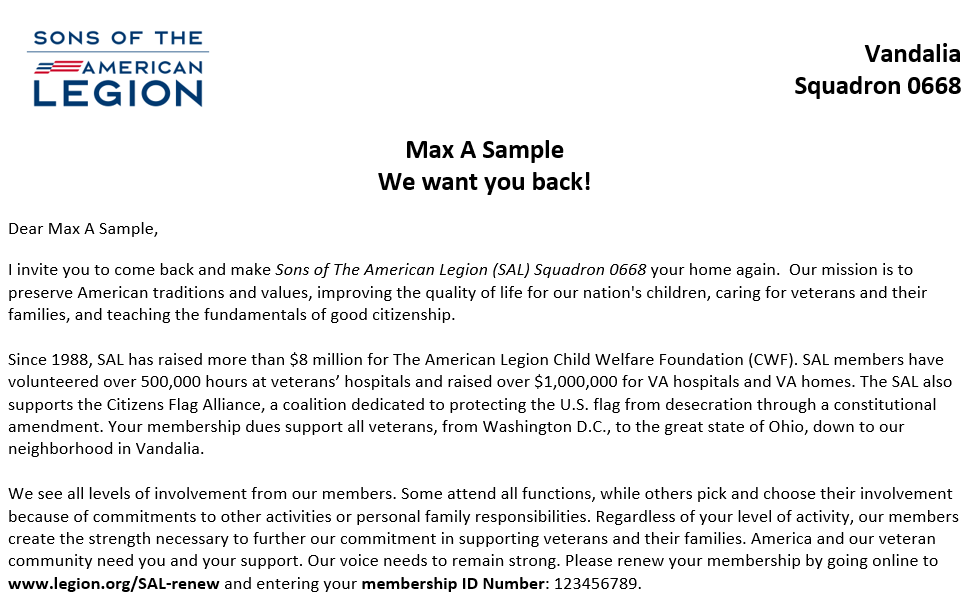 SONS OF THE
AMERICAN
LEGION
Vandalia
Squadron 0668
Max A Sample
We want you back!
Dear Max A Sample,
I invite you to come back and make Sons of The American Legion (SAL) Squadron 0668 your home again.  Our mission is to
preserve American traditions and values, improving the quality of life for our nation's children, caring for veterans and their
families, and teaching the fundamentals of good citizenship.
Since 1988, SAL has raised more than $8 million for The American Legion Child Welfare Foundation (CWF). SAL members have
volunteered over 500,000 hours at veterans’ hospitals and raised over $1,000,000 for VA hospitals and VA homes. The SAL also
supports the Citizens Flag Alliance, a coalition dedicated to protecting the U.S. flag from desecration through a constitutional
amendment. Your membership dues support all veterans, from Washington D.C., to the great state of Ohio, down to our
neighborhood in Vandalia.
We see all levels of involvement from our members. Some attend all functions, while others pick and choose their involvement
because of commitments to other activities or personal family responsibilities. Regardless of your level of activity, our members
create the strength necessary to further our commitment in supporting veterans and their families. America and our veteran
community need you and your support. Our voice needs to remain strong. Please renew your membership by going online to
www.legion.org/SAL-renew and entering your membership ID Number: 123456789.